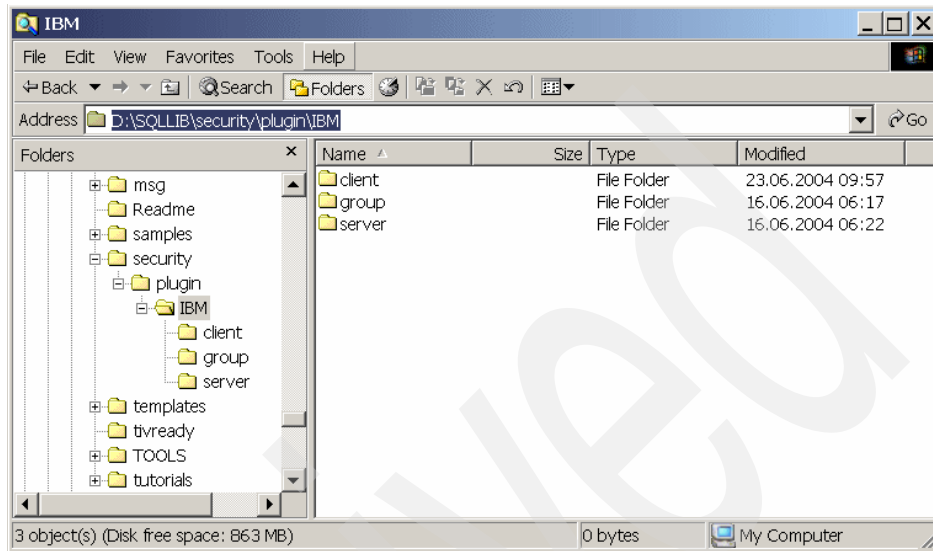 IBM
File Edit View Favorites Tools Help
Back Search Folders
Address D:\SQLLIB\security\plugin\IBM Go
Folders x Name Size Type Modified
msg
Readme
samples
security
plugin
IBM
client
group
server
templates
tivready
TOOLS
tutorials
client File Folder 23.06.2004 09:57
group File Folder 16.06.2004 06:17
server File Folder 16.06.2004 06:22
3 object(s) (Disk free space: 863 MB) 0 bytes My Computer